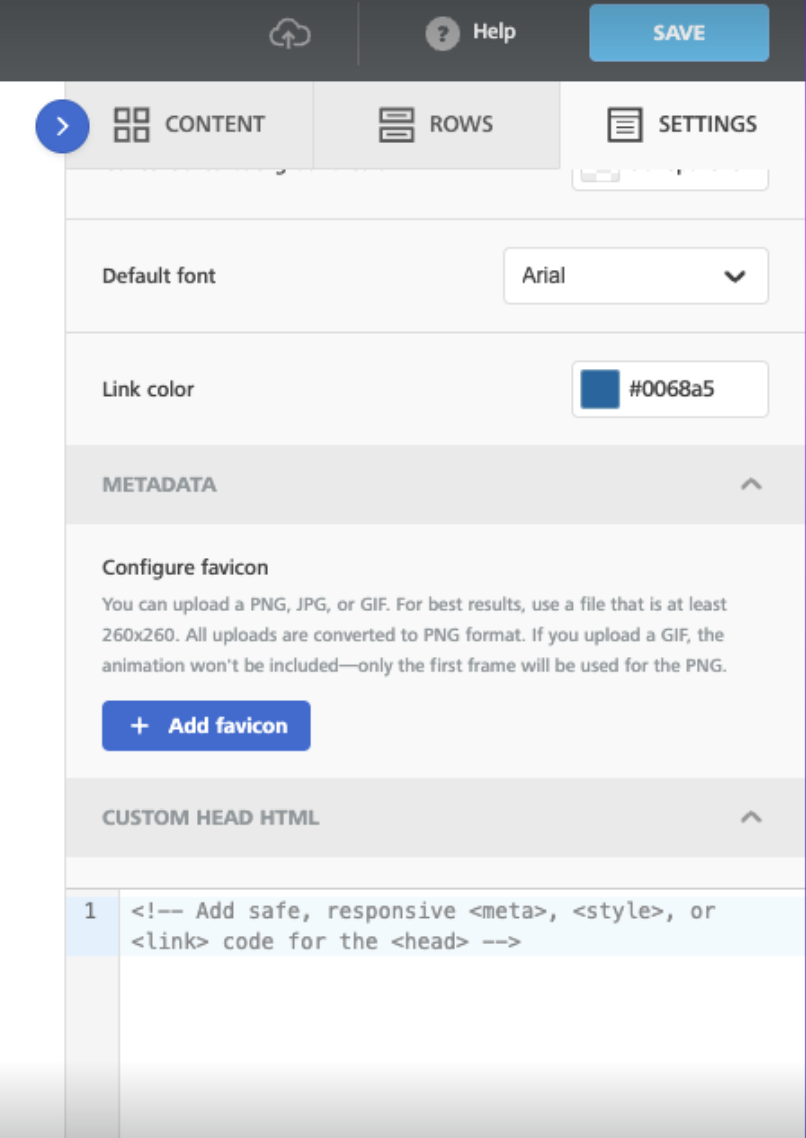 Help
SAVE
CONTENT
ROWS
SETTINGS
Default font
Arial
Link color
#0068a5
METADATA
Configure favicon
You can upload a PNG, JPG, or GIF. For best results, use a file that is at least
260x260. All uploads are converted to PNG format. If you upload a GIF, the
animation won't be included—only the first frame will be used for the PNG.
+ Add favicon
CUSTOM HEAD HTML
1
<!-- Add safe, responsive <meta>, <style>, or
<link> code for the <head> -->